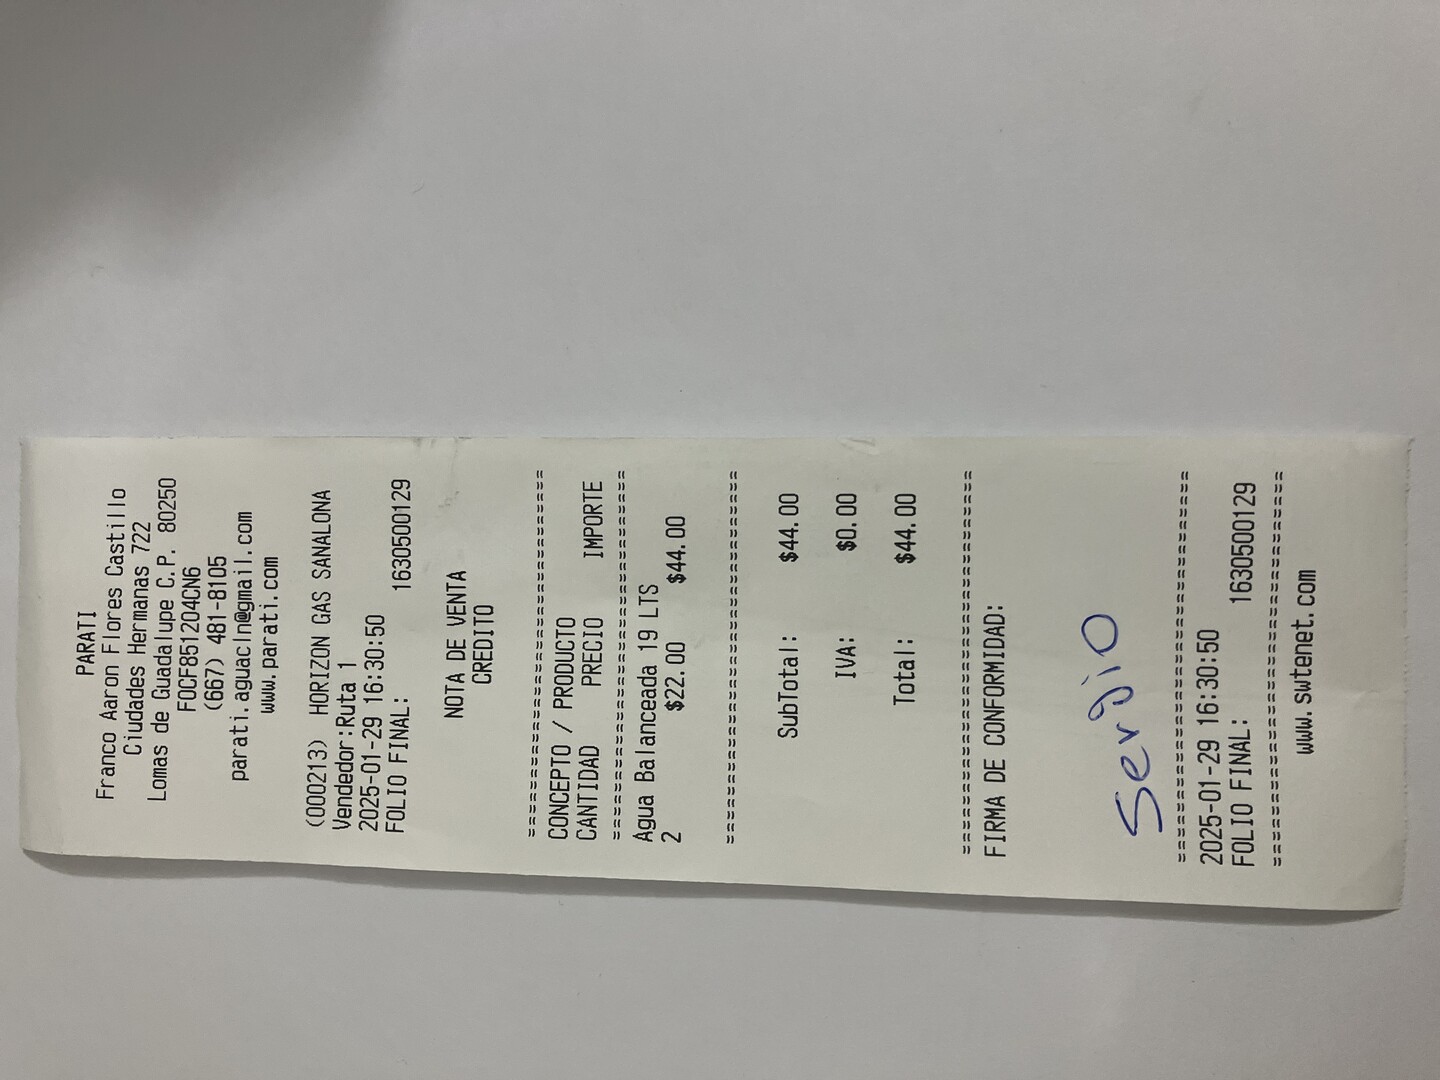 PARATI
Franco Aaron Flores Castillo
Ciudades Hermanas 722
Lomas de Guadalupe C.P. 80250
FOCF851204CN6
(667) 481-8105
parati.aguacln@gmail.com
www.parati.com
(000213) HORIZON GAS SANALONA
Vendedor:Ruta 1
2025-01-29 16:30:50
FOLIO FINAL: 1630500129
NOTA DE VENTA
CREDITO
===================================
CONCEPTO / PRODUCTO
CANTIDAD PRECIO IMPORTE
===================================
Agua Balanceada 19 LTS
2 $22.00 $44.00
===================================
SubTotal: $44.00
IVA: $0.00
Total: $44.00
===================================
FIRMA DE CONFORMIDAD:
Sergio
===================================
2025-01-29 16:30:50
FOLIO FINAL: 1630500129
===================================
www.swtenet.com